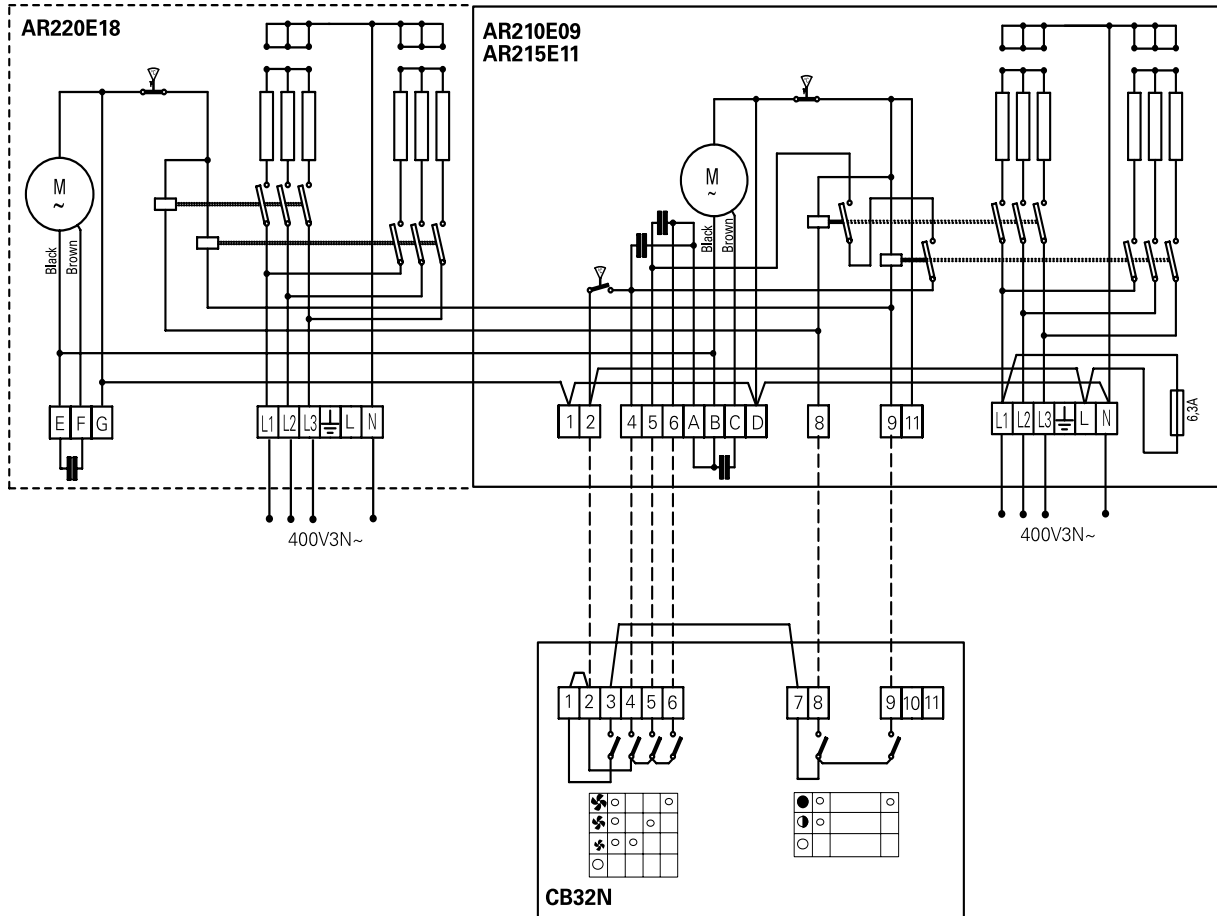 AR220E18
AR210E09
AR215E11
M
~
Black
Brown
M
~
Black
Brown
6,3A
E F G
L1 L2 L3 L N
1 2
4 5 6 A B C D
8
9 11
L1 L2 L3 L N
400V3N~
400V3N~
1 2 3 4 5 6
7 8
9 10 11
CB32N